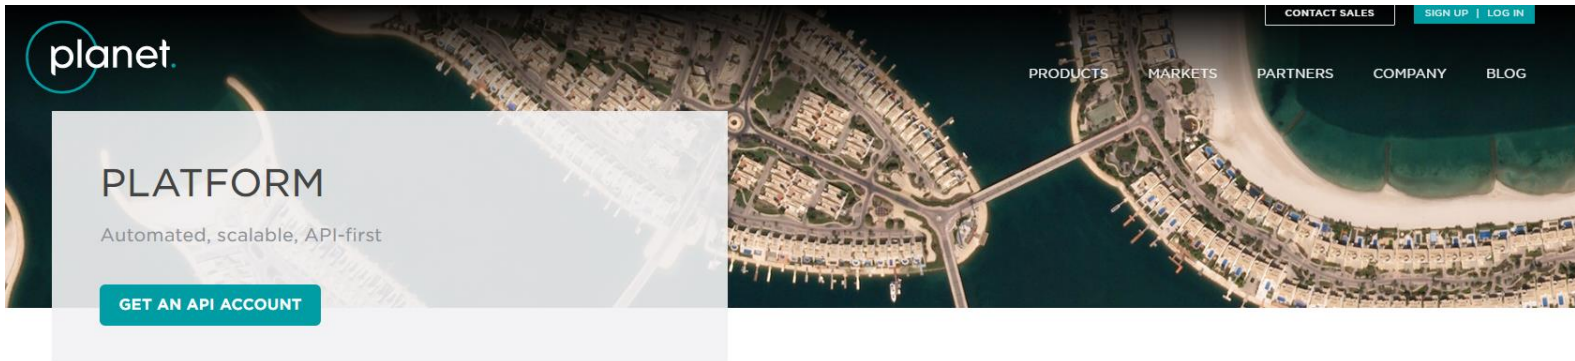 CONTACT SALES
SIGN UP | LOG IN
planet.
PRODUCTS MARKETS PARTNERS COMPANY BLOG
PLATFORM
Automated, scalable, API-first
GET AN API ACCOUNT